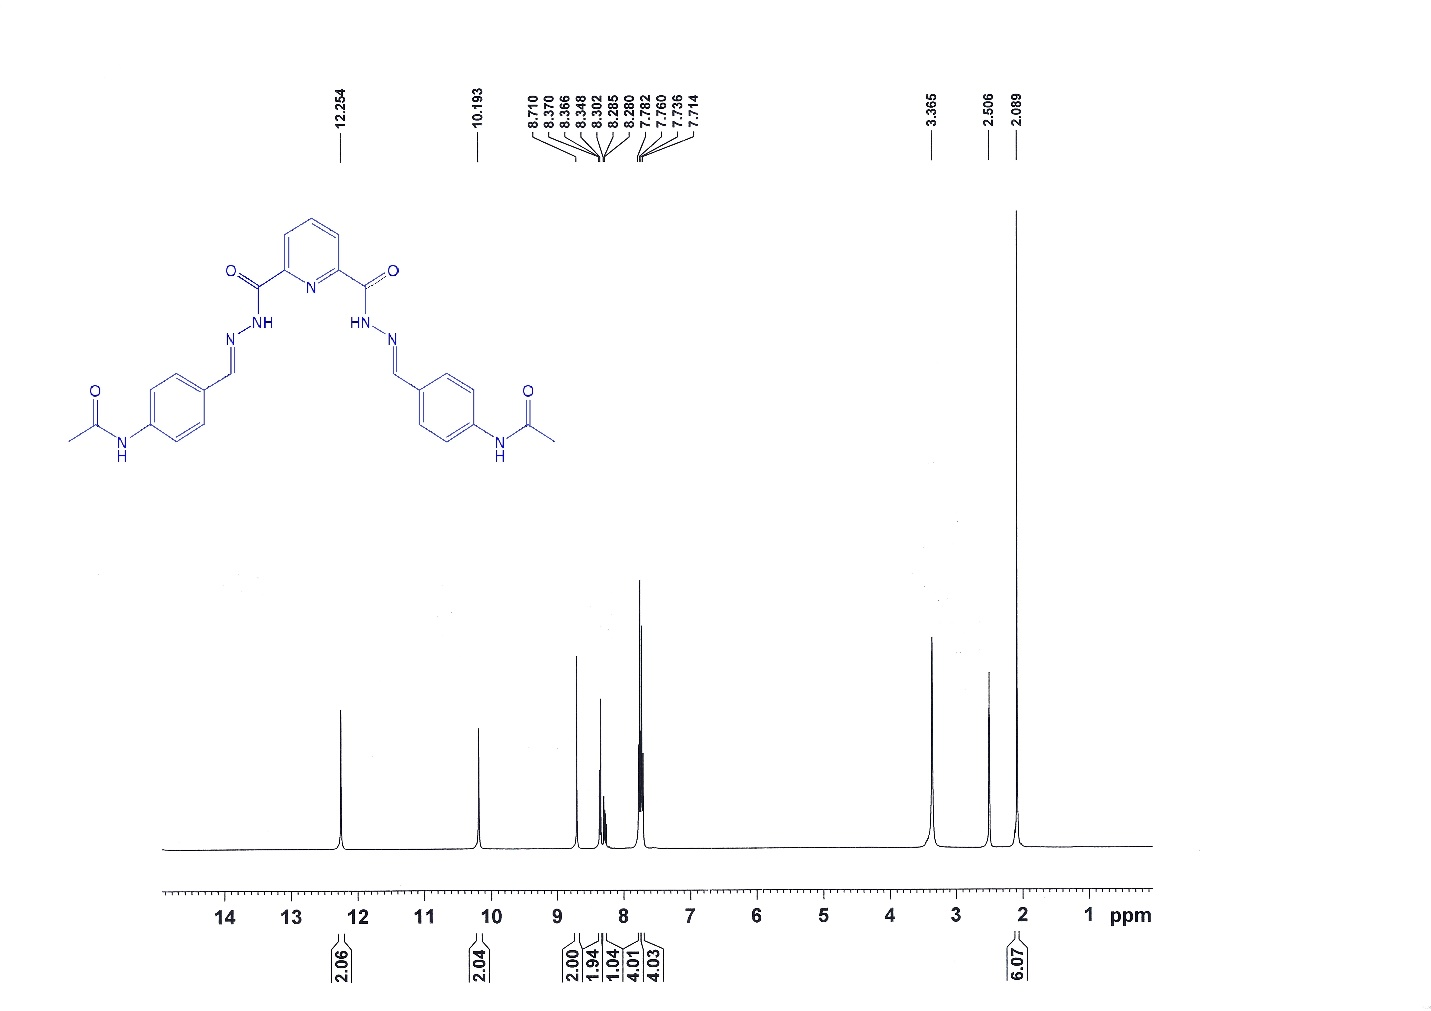 12.254
10.193
8.710
8.370
8.366
8.348
8.302
8.285
8.280
7.782
7.760
7.736
7.714
3.365
2.506
2.089
O
O
N
NH
HN
N
N
O
O
N
H
N
H
14 13 12 11 10 9 8 7 6 5 4 3 2 1 ppm
2.06
2.04
2.00
1.94
1.04
4.01
4.03
6.07